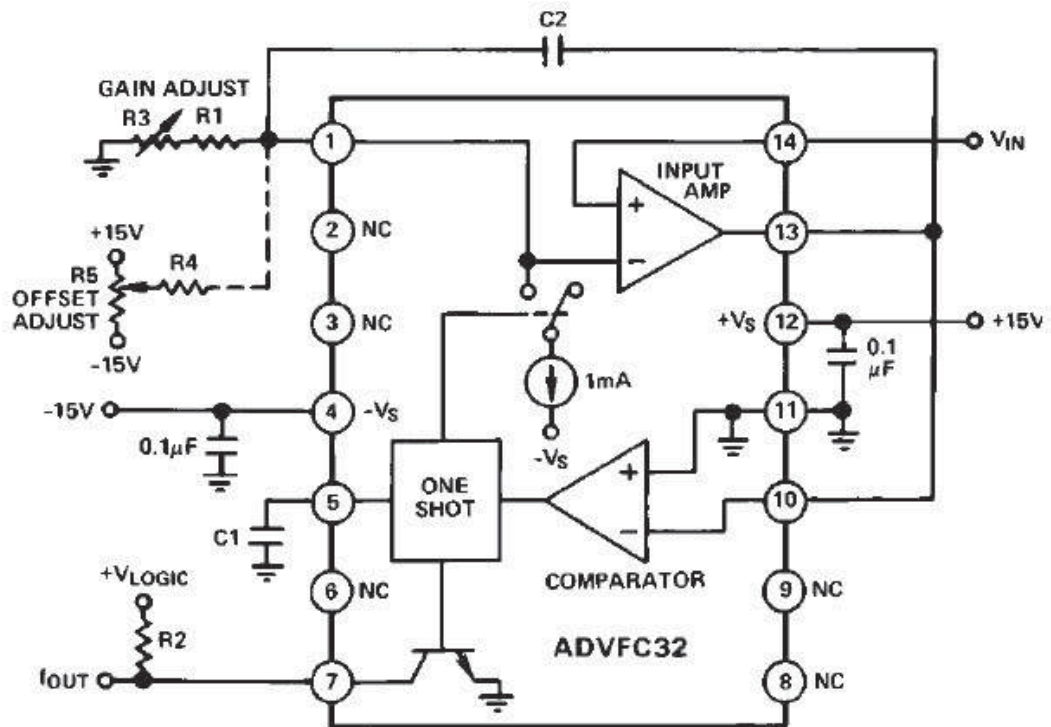 C2
GAIN ADJUST
R3
R1
1
14
VIN
INPUT
AMP
+
−
2
NC
13
+15V
R5
OFFSET
ADJUST
-15V
R4
3
NC
+VS
12
+15V
0.1
µF
1mA
-VS
-15V
4
-VS
0.1µF
11
5
C1
ONE
SHOT
+
−
10
COMPARATOR
+VLOGIC
R2
6
NC
9
NC
ADVFC32
fOUT
7
8
NC